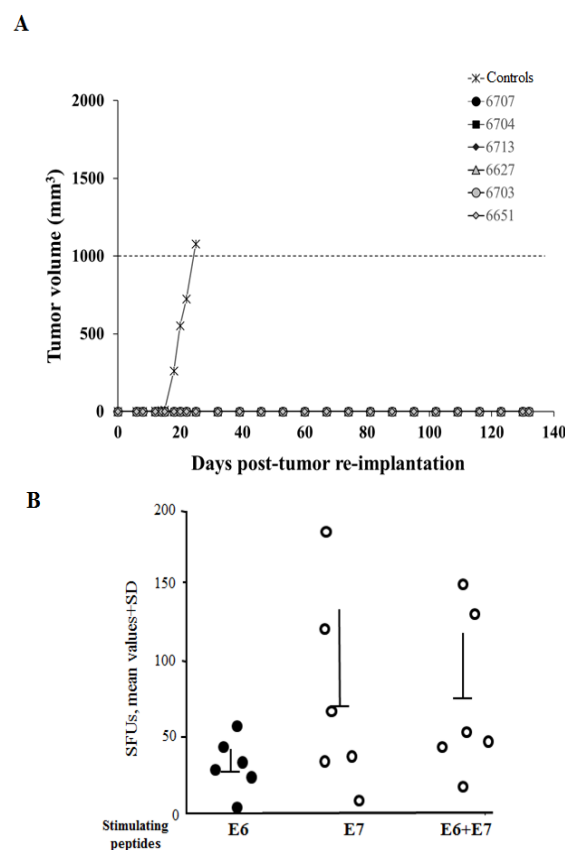 A
Controls
6707
6704
6713
6627
6703
6651
2000
1500
1000
500
0
Tumor volume (mm³)
0 20 40 60 80 100 120 140
Days post-tumor re-implantation
B
200
150
100
50
0
SFUs, mean values+SD
Stimulating peptides
E6 E7 E6+E7